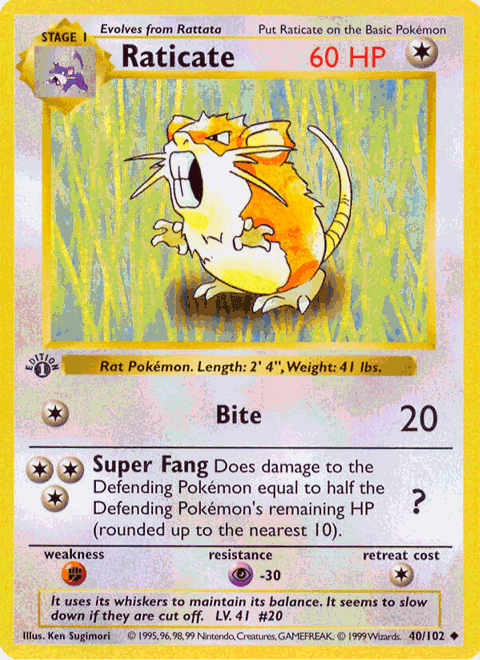 STAGE 1
Evolves from Rattata
Put Raticate on the Basic Pokémon
Raticate
60 HP
EDITION
1
Rat Pokémon. Length: 2' 4", Weight: 41 lbs.
Bite 20
Super Fang Does damage to the
Defending Pokémon equal to half the
Defending Pokémon's remaining HP
(rounded up to the nearest 10).
?
weakness
resistance
retreat cost
-30
It uses its whiskers to maintain its balance. It seems to slow
down if they are cut off. LV. 41 #20
Illus. Ken Sugimori © 1995, 96, 98, 99 Nintendo, Creatures, GAMEFREAK. © 1999 Wizards. 40/102